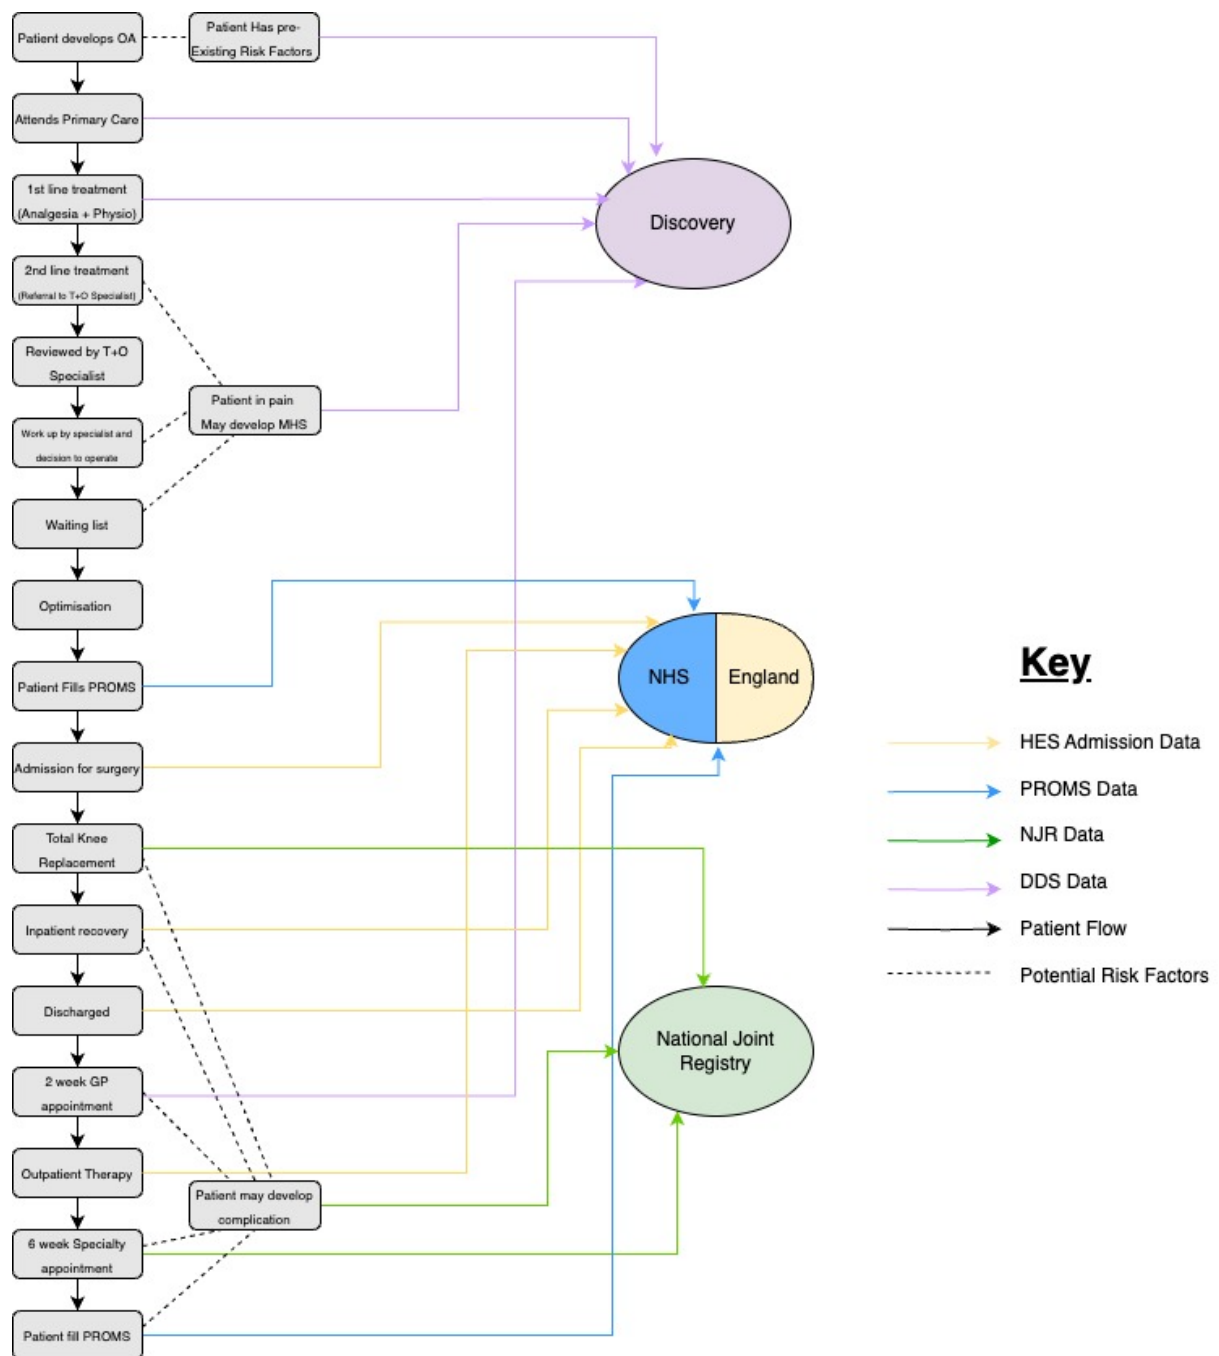 Patient develops OA
Patient Has pre-
Existing Risk Factors
Attends Primary Care
1st line treatment
(Analgesia + Physio)
Discovery
2nd line treatment
(Referral to T+O Specialist)
Reviewed by T+O
Specialist
Patient in pain
May develop MHS
Work up by specialist and
decision to operate
Waiting list
Optimisation
Patient Fills PROMS
NHS
England
Admission for surgery
Total Knee
Replacement
Inpatient recovery
Discharged
National Joint
Registry
2 week GP
appointment
Outpatient Therapy
Patient may develop
complication
6 week Specialty
appointment
Patient fill PROMS
Key
HES Admission Data
PROMS Data
NJR Data
DDS Data
Patient Flow
Potential Risk Factors